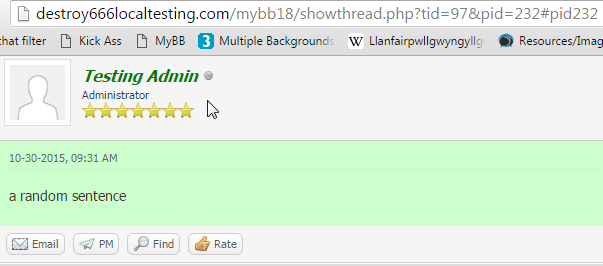 destroy666localtesting.com/mybb18/showthread.php?tid=97&pid=232#pid232
hat filter Kick Ass MyBB 3 Multiple Backgrounds W Llanfairpwllgwyngyllg Resources/Imag
Testing Admin
Administrator
10-30-2015, 09:31 AM
a random sentence
Email PM Find Rate